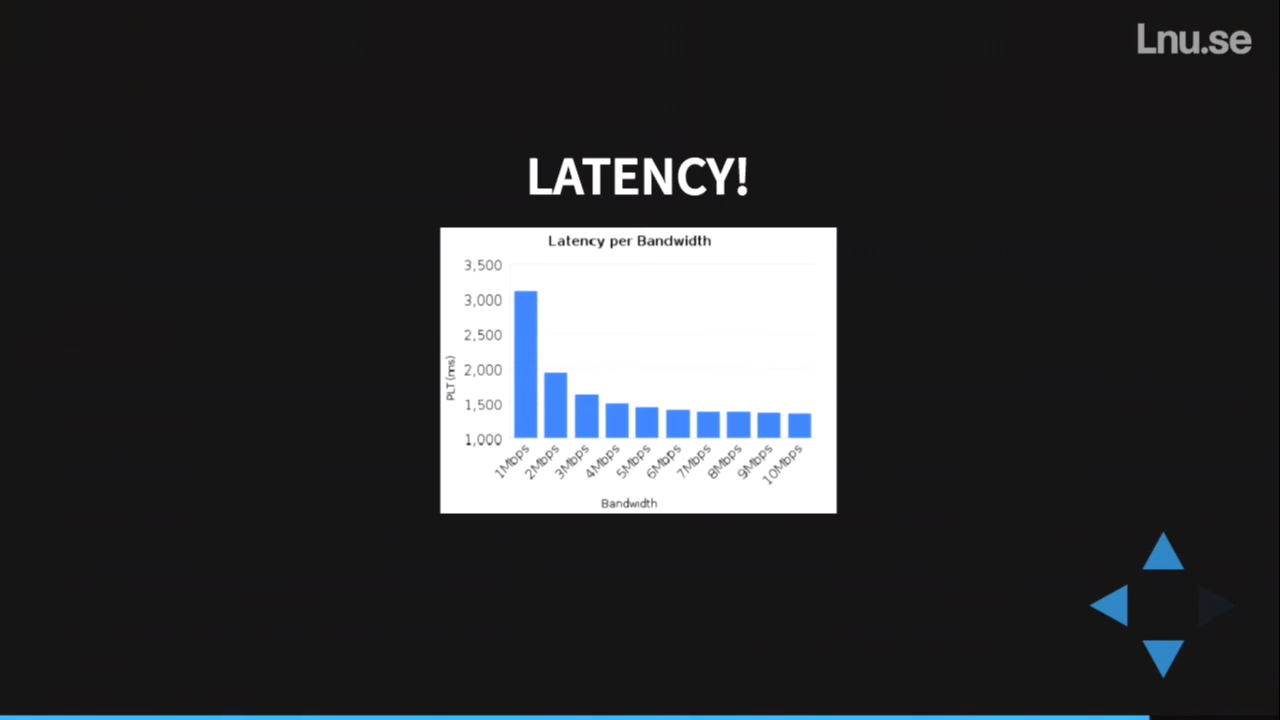 Lnu.se
LATENCY!
Latency per Bandwidth
3,500
3,000
2,500
2,000
1,500
1,000
PLT (ms)
1Mbps
2Mbps
3Mbps
4Mbps
5Mbps
6Mbps
7Mbps
8Mbps
9Mbps
10Mbps
Bandwidth